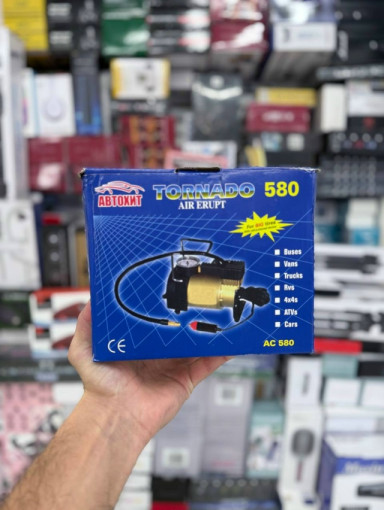 АВТОХИТ
TORNADO 580
AIR ERUPT
Buses
Vans
Trucks
Rvs
4x4s
ATVs
Cars
CE
AC 580